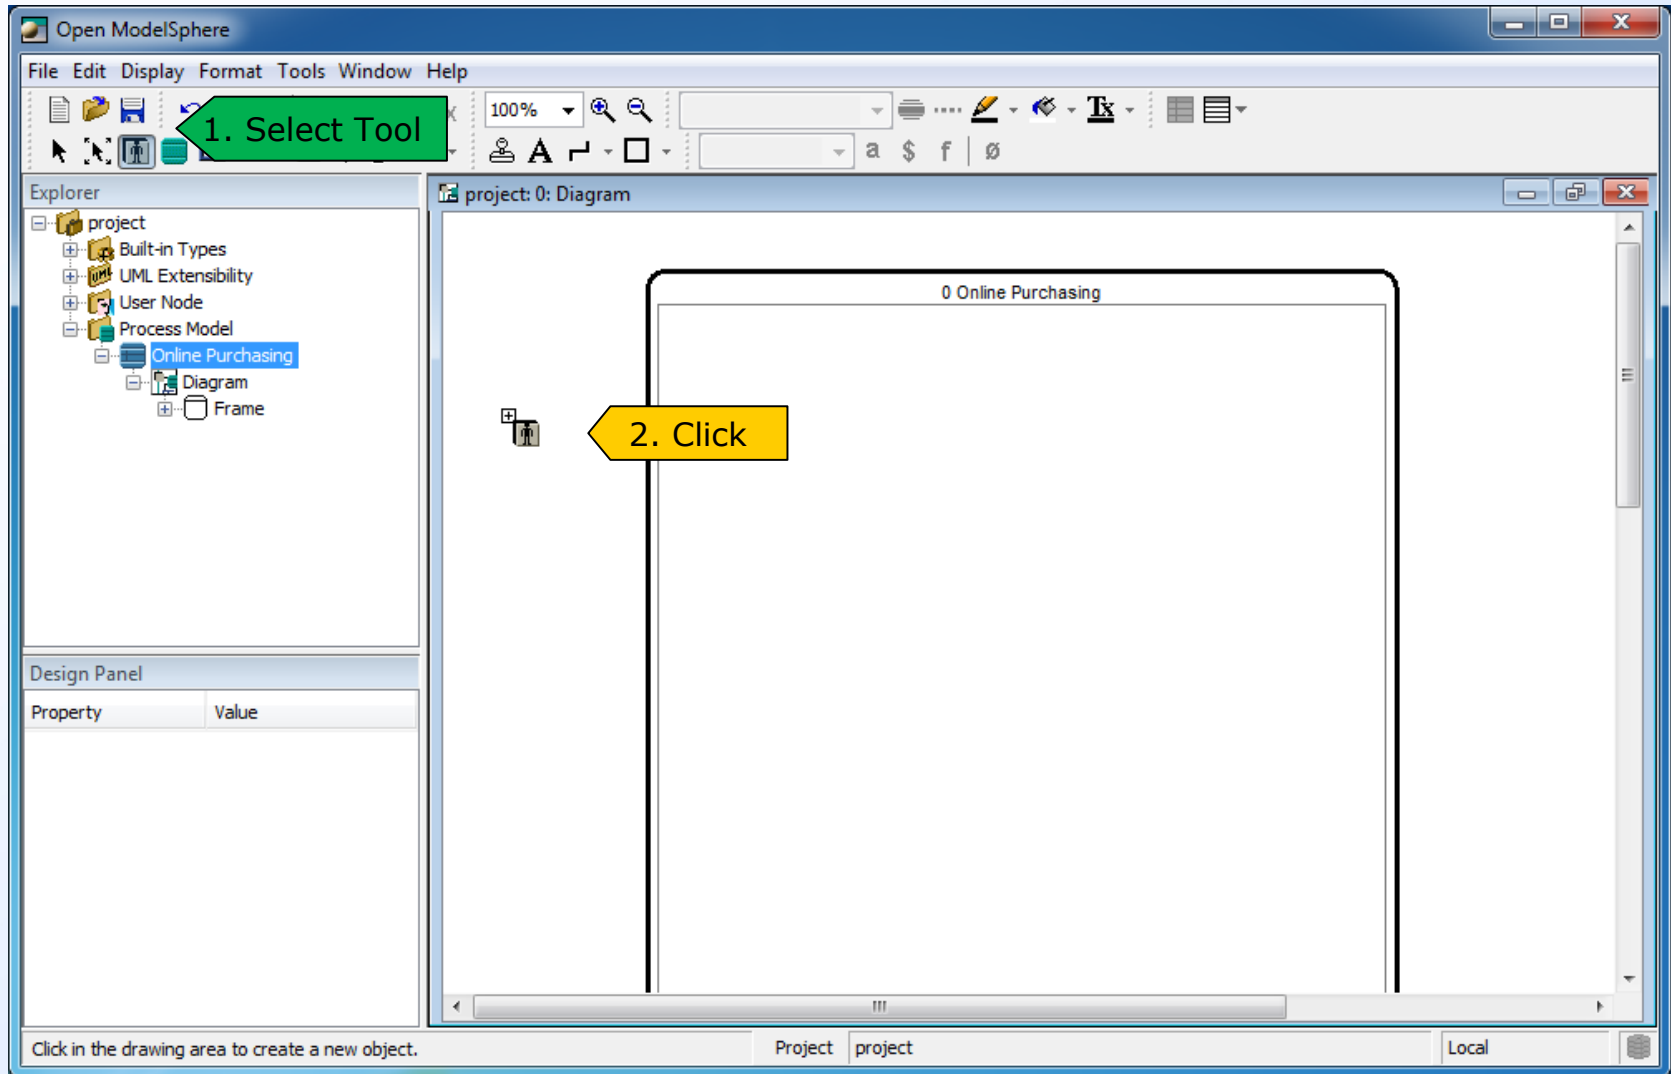 Open ModelSphere
File Edit Display Format Tools Window Help
1. Select Tool
100%
Tx
A
a $ f ø
Explorer
project: 0: Diagram
project
Built-in Types
UML Extensibility
User Node
Process Model
Online Purchasing
Diagram
Frame
0 Online Purchasing
2. Click
Design Panel
Property Value
Click in the drawing area to create a new object.
Project project
Local